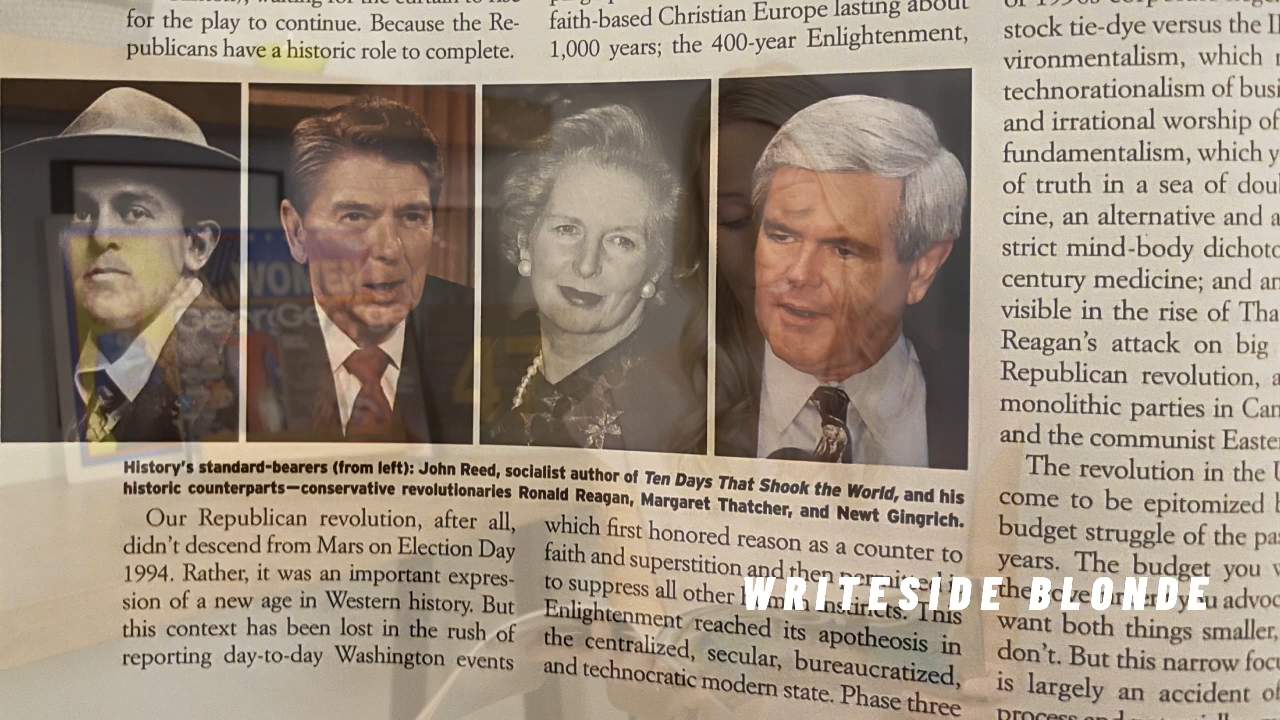 for the play to continue. Because the Re-
publicans have a historic role to complete.
faith-based Christian Europe lasting about
1,000 years; the 400-year Enlightenment,
History's standard-bearers (from left): John Reed, socialist author of Ten Days That Shook the World, and his
historic counterparts—conservative revolutionaries Ronald Reagan, Margaret Thatcher, and Newt Gingrich.
Our Republican revolution, after all,
didn't descend from Mars on Election Day
1994. Rather, it was an important expres-
sion of a new age in Western history. But
this context has been lost in the rush of
reporting day-to-day Washington events
which first honored reason as a counter to
faith and superstition and then
to suppress all other human instincts. This
Enlightenment reached its apotheosis in
the centralized, secular, bureaucratized,
and technocratic modern state. Phase three
stock tie-dye versus the
vironmentalism, which
technorationalism of busi
and irrational worship of
fundamentalism, which y
of truth in a sea of dou
cine, an alternative and a
strict mind-body dichoto
century medicine; and an
visible in the rise of Tha
Reagan's attack on big
Republican revolution, a
monolithic parties in Can
and the communist Easte
The revolution in the
come to be epitomized
budget struggle of the pa
years. The budget you
the you advoc
want both things smaller,
don't. But this narrow focu
is largely an accident of
WOMEN
George
47
WRITESIDE BLONDE